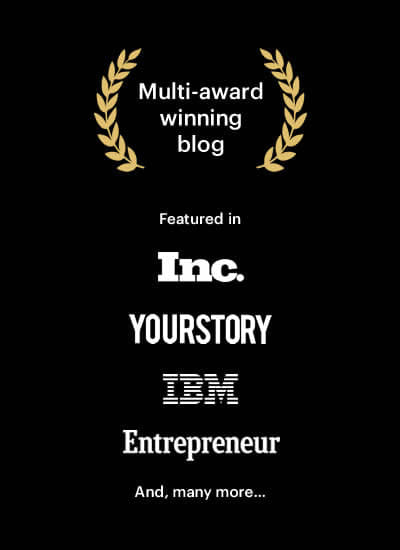 Multi-award
winning
blog
Featured in
Inc.
YOURSTORY
IBM
Entrepreneur
And, many more...